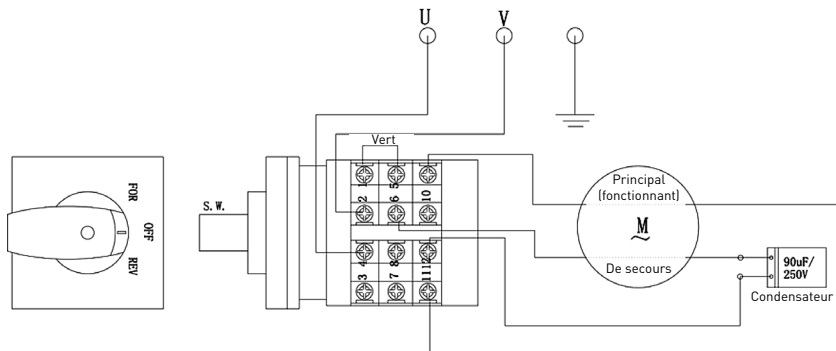 U
V
Vert
FOR
OFF
REV
S.W.
1 5
2 6 10
4 8 12
3 7 11
Principal
(fonctionnant)
M
~
De secours
90uF/
250V
Condensateur